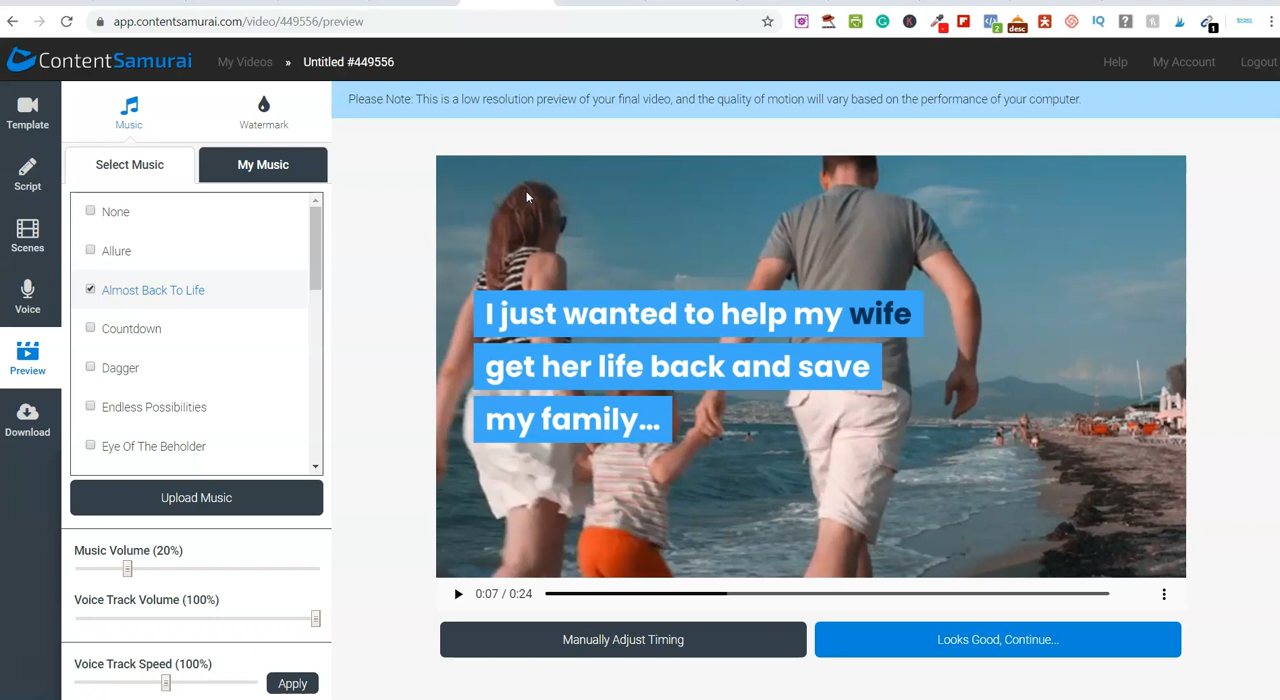 app.contentsamurai.com/video/449556/preview
2
desc
IQ
?
1
ContentSamurai
My Videos » Untitled #449556
Help My Account Logout
Template
Script
Scenes
Voice
Preview
Download
Music Watermark
Select Music My Music
None
Allure
Almost Back To Life
Countdown
Dagger
Endless Possibilities
Eye Of The Beholder
Upload Music
Music Volume (20%)
Voice Track Volume (100%)
Voice Track Speed (100%)
Apply
Please Note: This is a low resolution preview of your final video, and the quality of motion will vary based on the performance of your computer.
I just wanted to help my wife
get her life back and save
my family...
0:07 / 0:24
Manually Adjust Timing Looks Good, Continue...